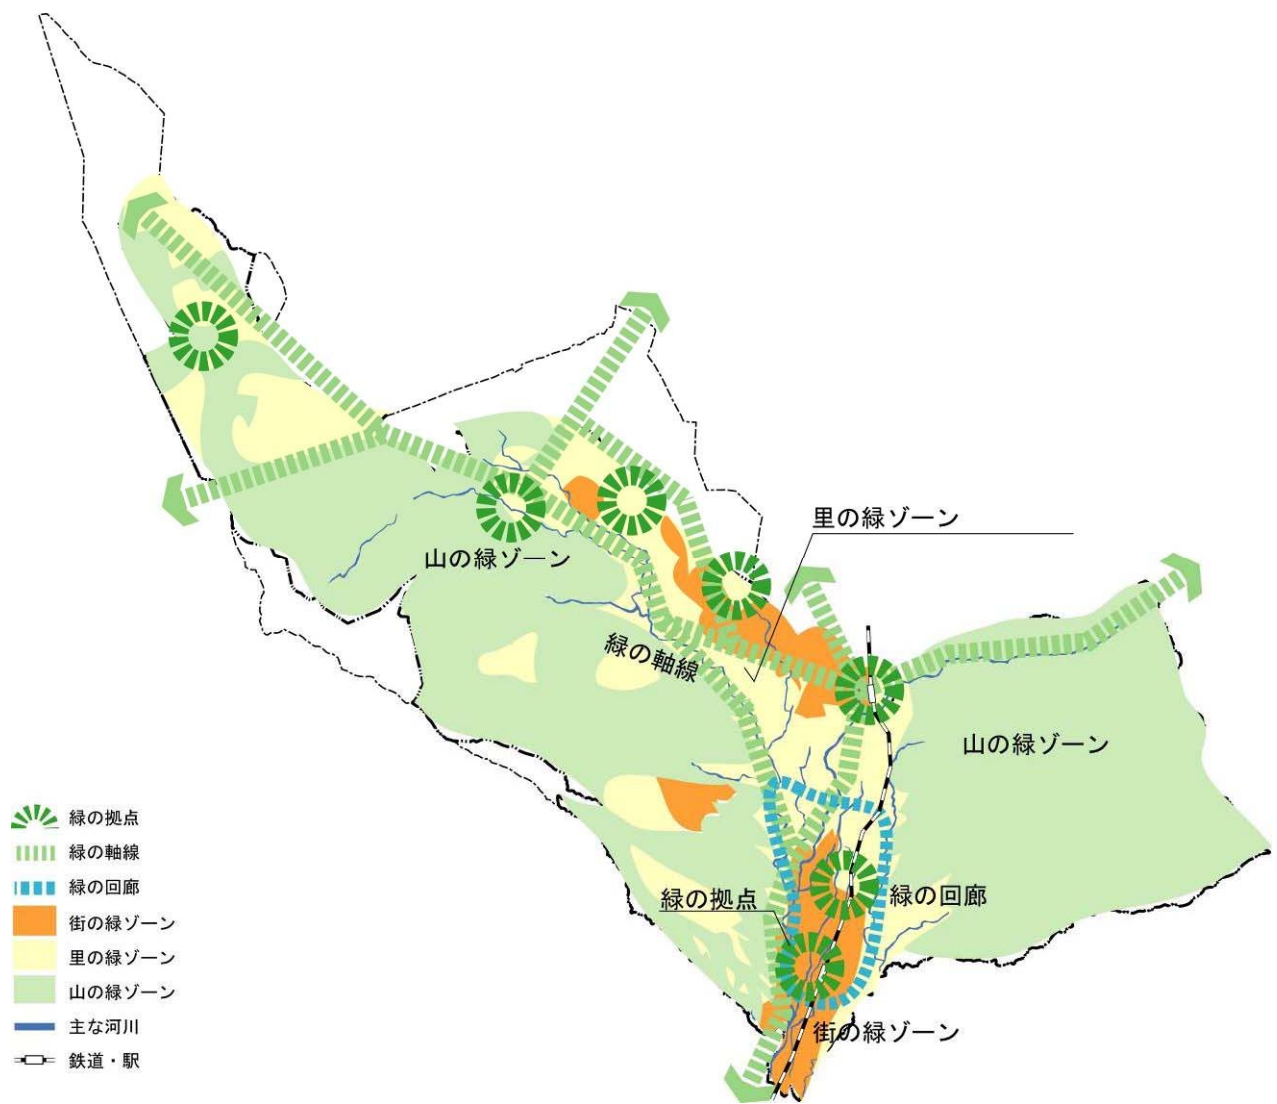 里の緑ゾーン
山の緑ゾーン
緑の軸線
山の緑ゾーン
緑の拠点
緑の回廊
街の緑ゾーン
緑の拠点
緑の軸線
緑の回廊
街の緑ゾーン
里の緑ゾーン
山の緑ゾーン
主な河川
鉄道・駅